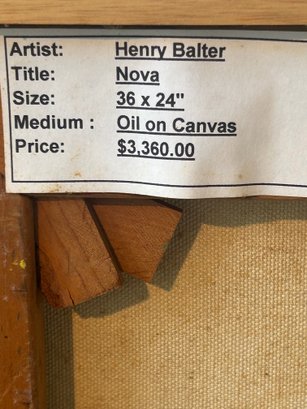 Artist: Henry Balter
Title: Nova
Size: 36 x 24"
Medium : Oil on Canvas
Price: $3,360.00